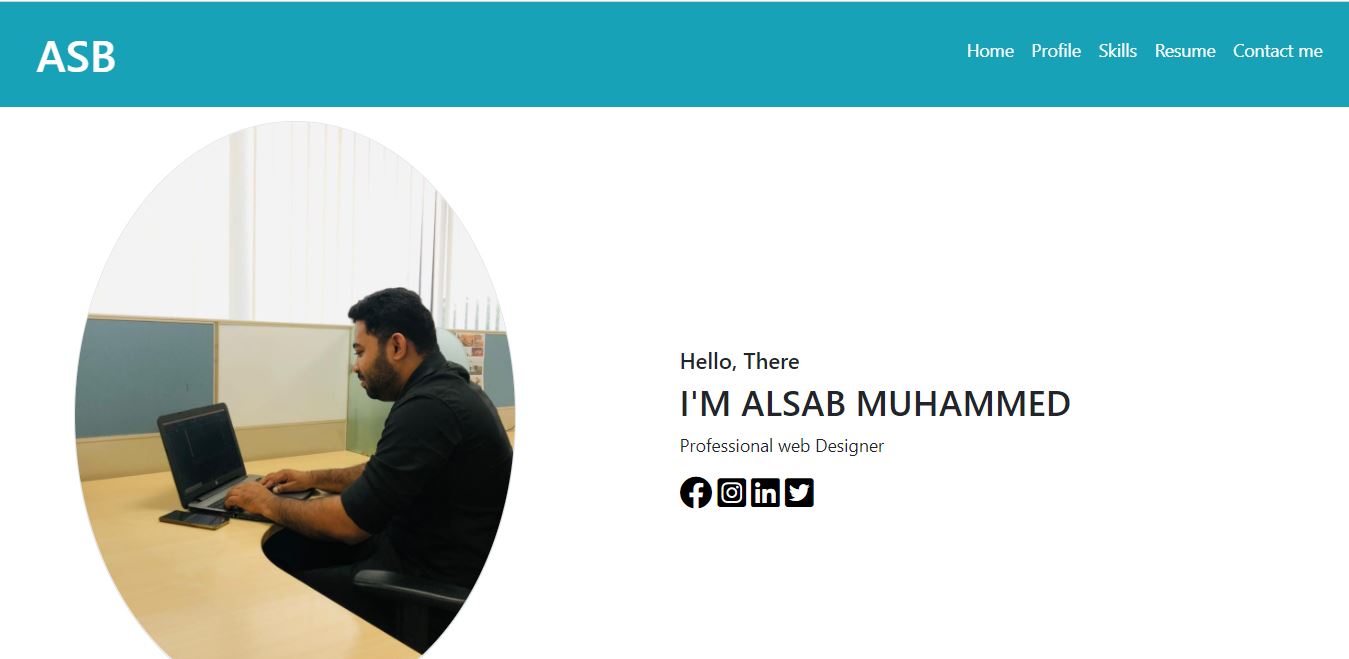 ASB
Home Profile Skills Resume Contact me
Hello, There
I'M ALSAB MUHAMMED
Professional web Designer